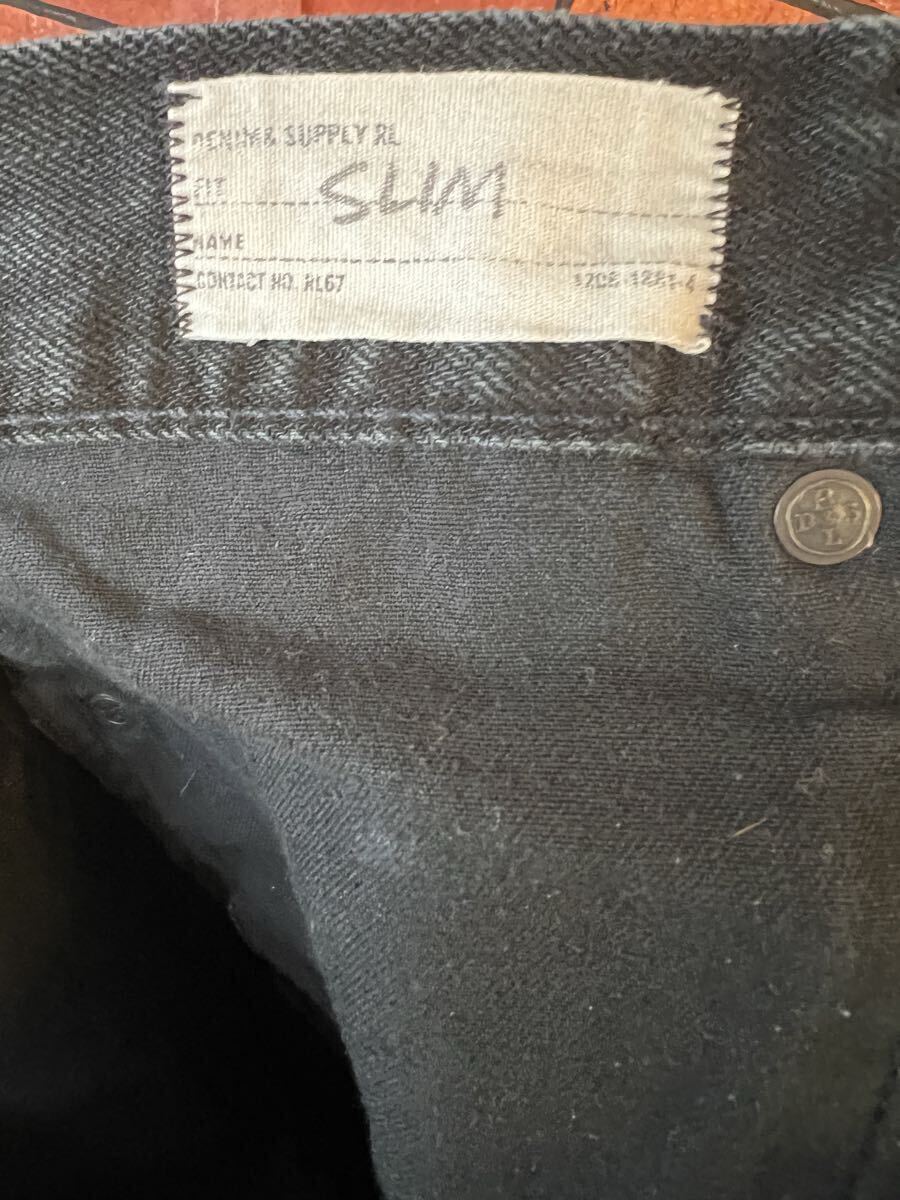 DENIM & SUPPLY RL
FIT SLIM
NAME
CONTACT NO. RL67